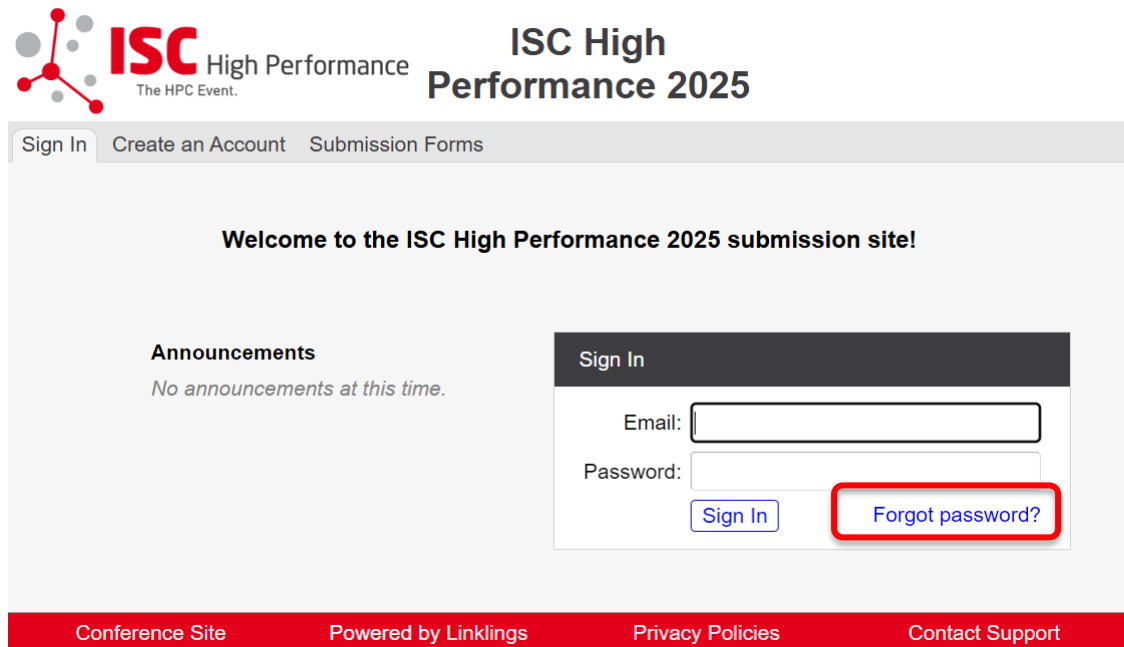 ISC High Performance
The HPC Event.
ISC High
Performance 2025
Sign In Create an Account Submission Forms
Welcome to the ISC High Performance 2025 submission site!
Announcements
No announcements at this time.
Sign In
Email:
Password:
Sign In Forgot password?
Conference Site Powered by Linklings Privacy Policies Contact Support